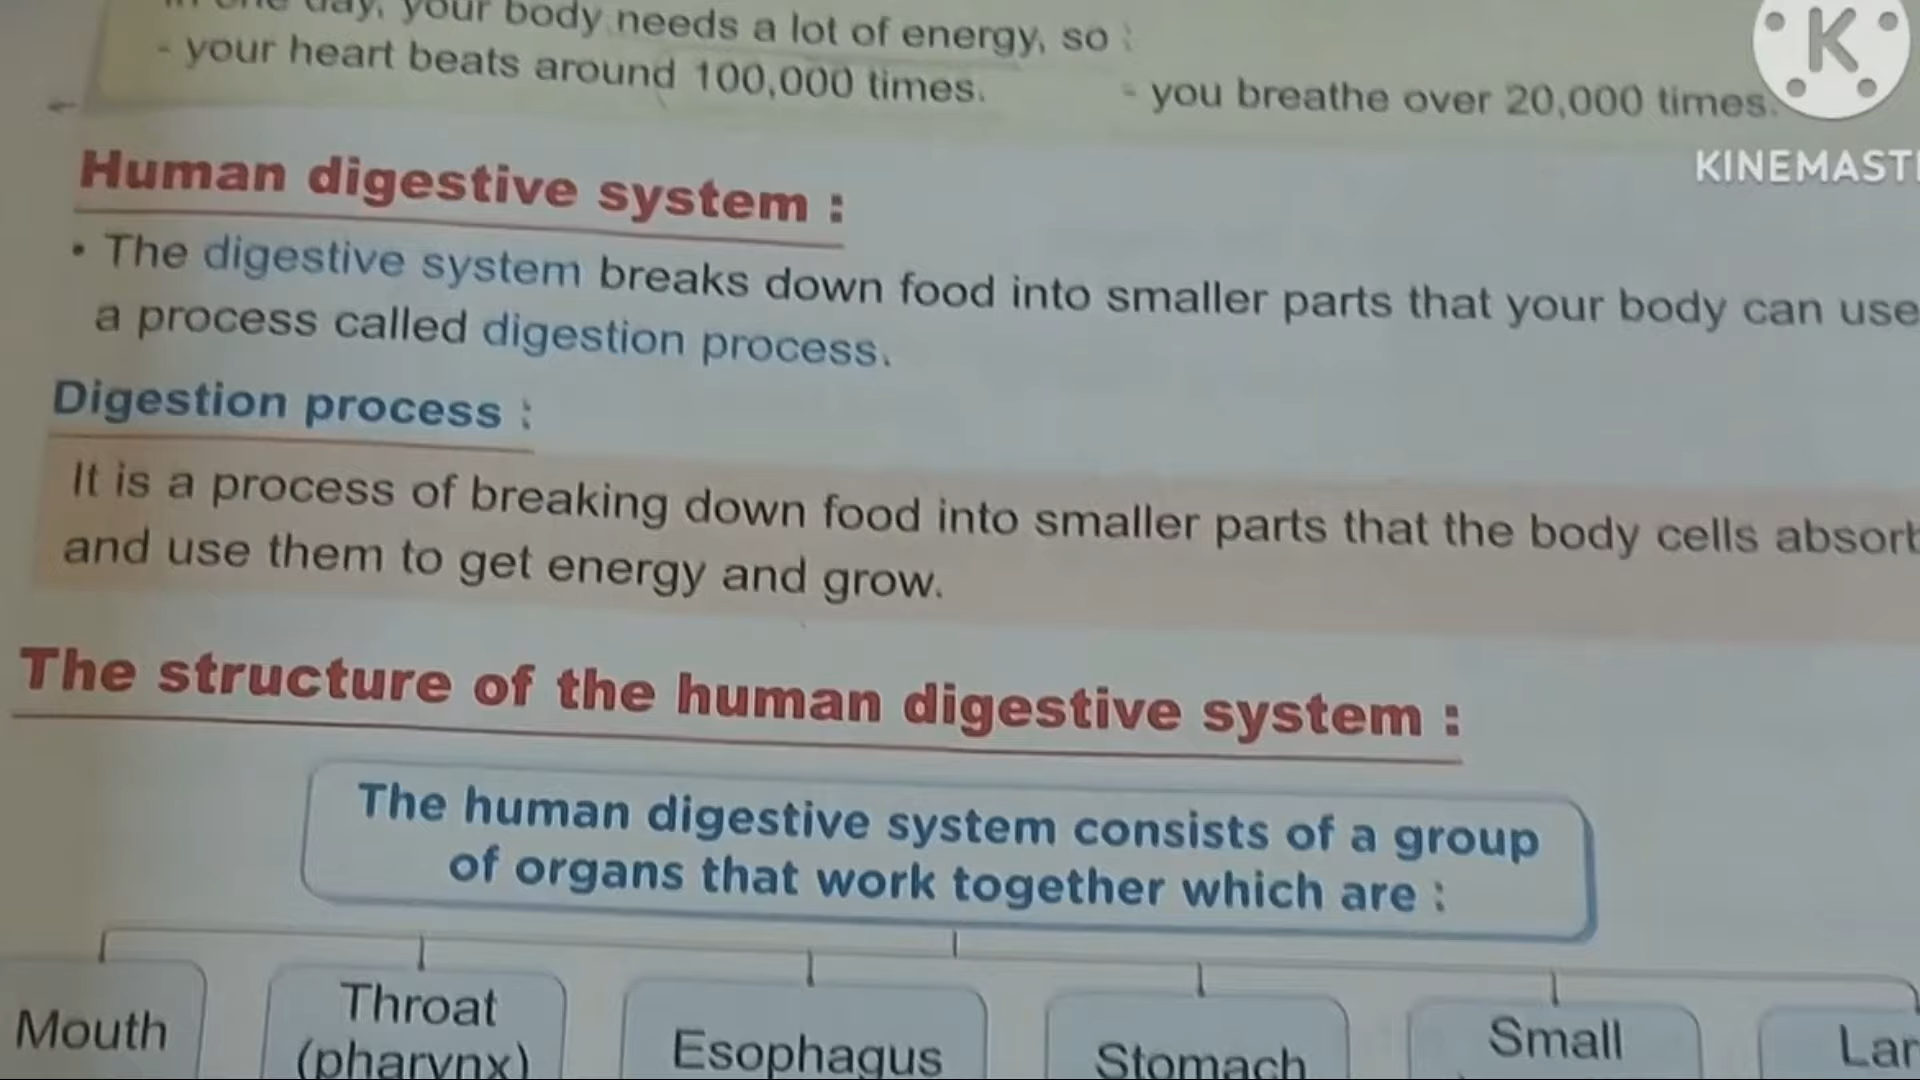 one day, your body needs a lot of energy, so :
- your heart beats around 100,000 times.
- you breathe over 20,000 times.
K
KINEMAST
Human digestive system :
• The digestive system breaks down food into smaller parts that your body can use
a process called digestion process.
Digestion process :
It is a process of breaking down food into smaller parts that the body cells absorb
and use them to get energy and grow.
The structure of the human digestive system :
The human digestive system consists of a group
of organs that work together which are :
Mouth
Throat
(pharynx)
Esophagus
Stomach
Small
Lar